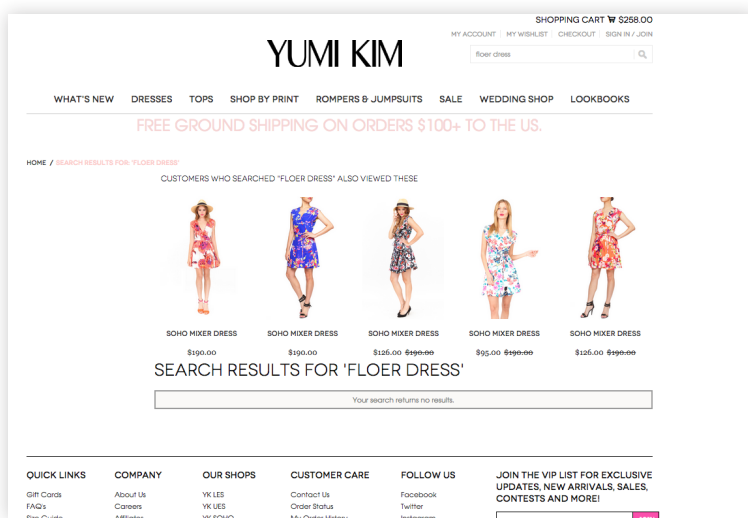 SHOPPING CART $258.00
MY ACCOUNT MY WISHLIST CHECKOUT SIGN IN / JOIN
YUMI KIM
floer dress
WHAT'S NEW DRESSES TOPS SHOP BY PRINT ROMPERS & JUMPSUITS SALE WEDDING SHOP LOOKBOOKS
FREE GROUND SHIPPING ON ORDERS $100+ TO THE US.
HOME / SEARCH RESULTS FOR: 'FLOER DRESS'
CUSTOMERS WHO SEARCHED "FLOER DRESS" ALSO VIEWED THESE
SOHO MIXER DRESS SOHO MIXER DRESS SOHO MIXER DRESS SOHO MIXER DRESS SOHO MIXER DRESS
$190.00 $190.00 $126.00 $190.00 $95.00 $190.00 $126.00 $190.00
SEARCH RESULTS FOR 'FLOER DRESS'
Your search returns no results.
QUICK LINKS COMPANY OUR SHOPS CUSTOMER CARE FOLLOW US JOIN THE VIP LIST FOR EXCLUSIVE
UPDATES, NEW ARRIVALS, SALES,
CONTESTS AND MORE!
Gift Cards About Us YK LES Contact Us Facebook
FAQ's Careers YK UES Order Status Twitter